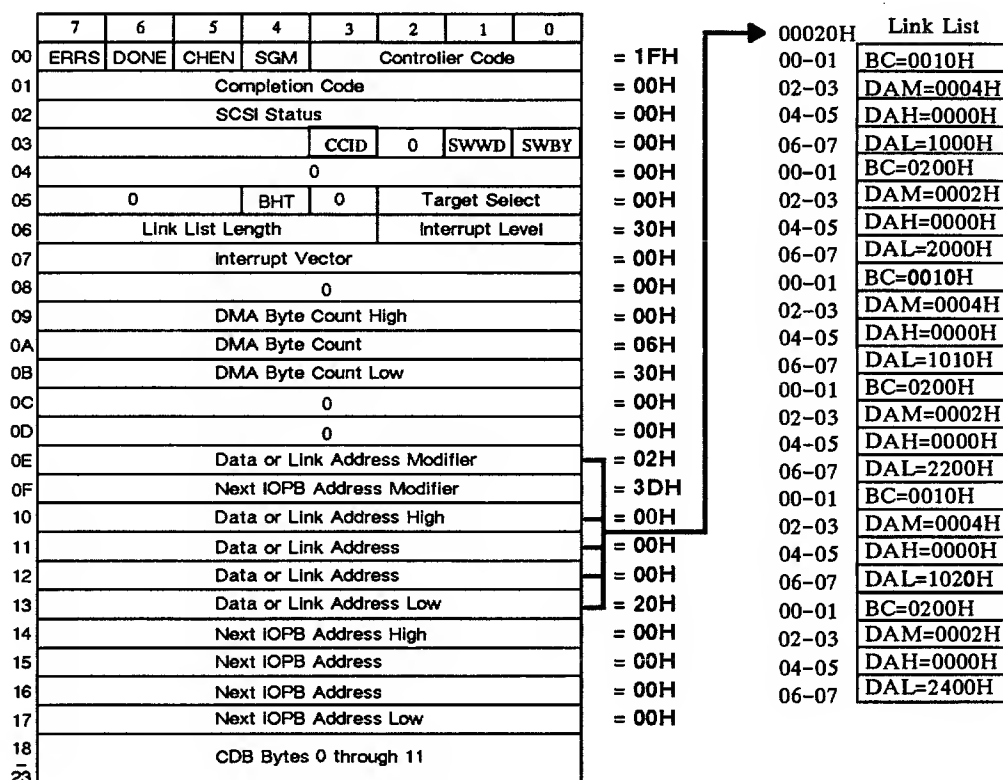 7 6 5 4 3 2 1 0
00 ERRS DONE CHEN SGM Controller Code = 1FH
01 Completion Code = 00H
02 SCSI Status = 00H
03 CCID 0 SWWD SWBY = 00H
04 0 = 00H
05 0 BHT 0 Target Select = 00H
06 Link List Length Interrupt Level = 30H
07 Interrupt Vector = 00H
08 0 = 00H
09 DMA Byte Count High = 00H
0A DMA Byte Count = 06H
0B DMA Byte Count Low = 30H
0C 0 = 00H
0D 0 = 00H
0E Data or Link Address Modifier = 02H
0F Next IOPB Address Modifier = 3DH
10 Data or Link Address High = 00H
11 Data or Link Address = 00H
12 Data or Link Address = 00H
13 Data or Link Address Low = 20H
14 Next IOPB Address High = 00H
15 Next IOPB Address = 00H
16 Next IOPB Address = 00H
17 Next IOPB Address Low = 00H
18 – 23 CDB Bytes 0 through 11
00020H Link List
00-01 BC=0010H
02-03 DAM=0004H
04-05 DAH=0000H
06-07 DAL=1000H
00-01 BC=0200H
02-03 DAM=0002H
04-05 DAH=0000H
06-07 DAL=2000H
00-01 BC=0010H
02-03 DAM=0004H
04-05 DAH=0000H
06-07 DAL=1010H
00-01 BC=0200H
02-03 DAM=0002H
04-05 DAH=0000H
06-07 DAL=2200H
00-01 BC=0010H
02-03 DAM=0004H
04-05 DAH=0000H
06-07 DAL=1020H
00-01 BC=0200H
02-03 DAM=0002H
04-05 DAH=0000H
06-07 DAL=2400H